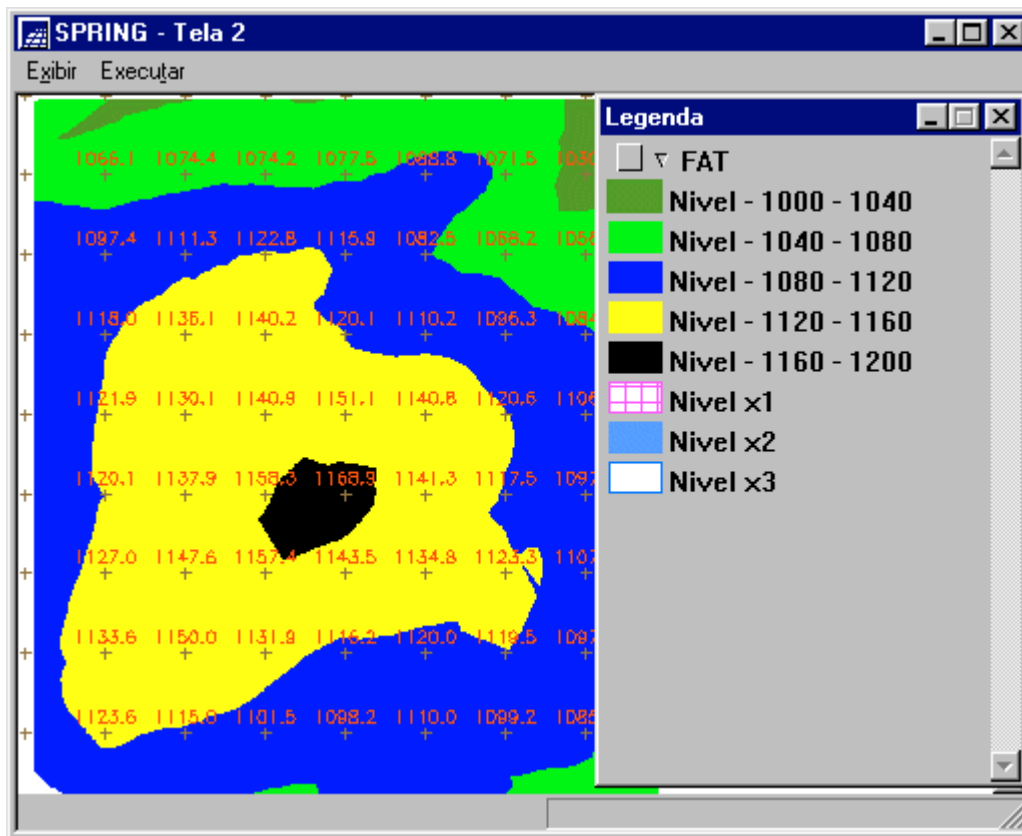 SPRING - Tela 2
Exibir Executar
Legenda
FAT
Nivel - 1000 - 1040
Nivel - 1040 - 1080
Nivel - 1080 - 1120
Nivel - 1120 - 1160
Nivel - 1160 - 1200
Nivel x1
Nivel x2
Nivel x3
1066.1 1074.4 1074.2 1077.5 1088.8 1071.5
1097.4 1111.3 1122.8 1115.9 1082.5 1068.2
1118.0 1135.1 1140.2 1120.1 1110.2 1096.3
1121.9 1130.1 1140.9 1151.1 1140.8 1120.6
1120.1 1137.9 1158.3 1168.9 1141.3 1117.5
1127.0 1147.6 1157.4 1143.5 1134.8 1123.3
1133.6 1150.0 1131.9 1116.2 1120.0 1119.5
1123.6 1115.0 1101.5 1098.2 1110.0 1099.2